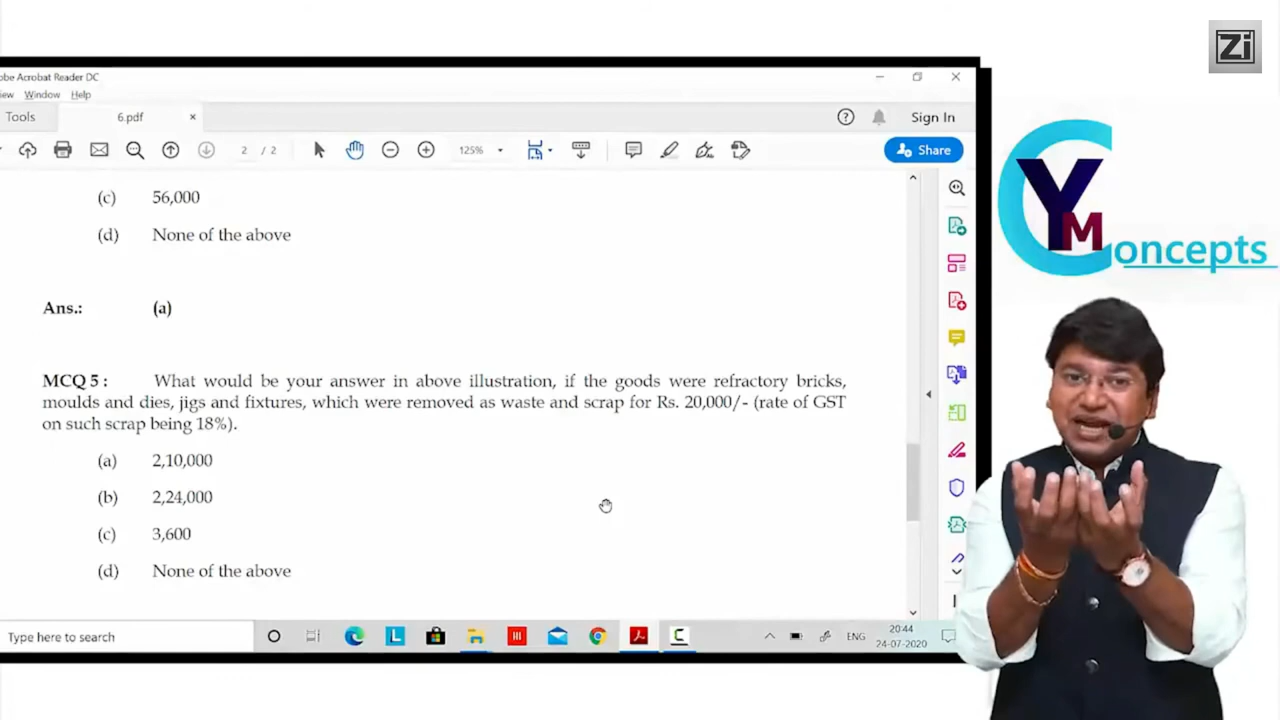 Zi
obe Acrobat Reader DC
iew Window Help
Tools 6.pdf × Sign In
2 / 2 125% Share
(c) 56,000
(d) None of the above
Ans.: (a)
MCQ 5 : What would be your answer in above illustration, if the goods were refractory bricks,
moulds and dies, jigs and fixtures, which were removed as waste and scrap for Rs. 20,000/- (rate of GST
on such scrap being 18%).
(a) 2,10,000
(b) 2,24,000
(c) 3,600
(d) None of the above
YM Concepts
Type here to search
L
ENG
20:44
24-07-2020